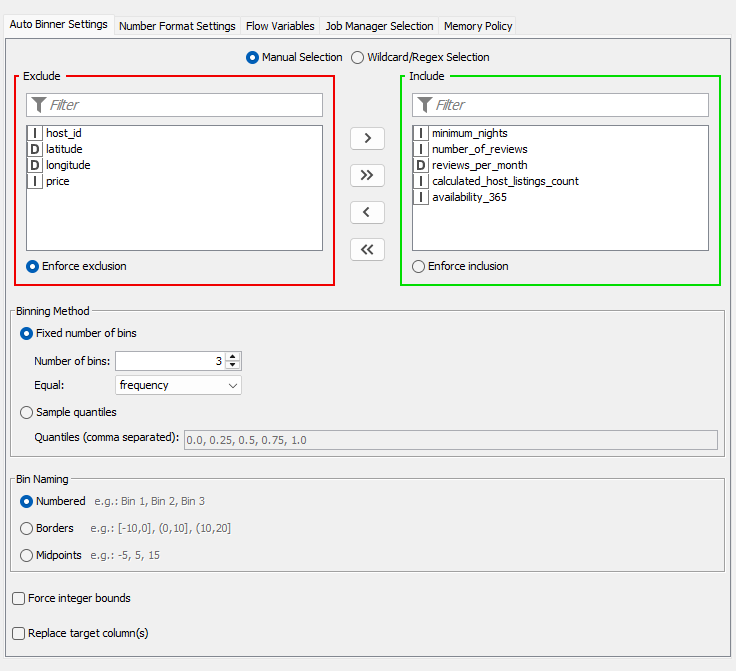 Auto Binner Settings Number Format Settings Flow Variables Job Manager Selection Memory Policy
Manual Selection Wildcard/Regex Selection
Exclude
Filter
I host_id
D latitude
D longitude
I price
Enforce exclusion
>
>>
<
<<
Include
Filter
I minimum_nights
I number_of_reviews
D reviews_per_month
I calculated_host_listings_count
I availability_365
Enforce inclusion
Binning Method
Fixed number of bins
Number of bins: 3
Equal: frequency
Sample quantiles
Quantiles (comma separated): 0.0, 0.25, 0.5, 0.75, 1.0
Bin Naming
Numbered e.g.: Bin 1, Bin 2, Bin 3
Borders e.g.: [-10,0], (0,10], (10,20]
Midpoints e.g.: -5, 5, 15
Force integer bounds
Replace target column(s)